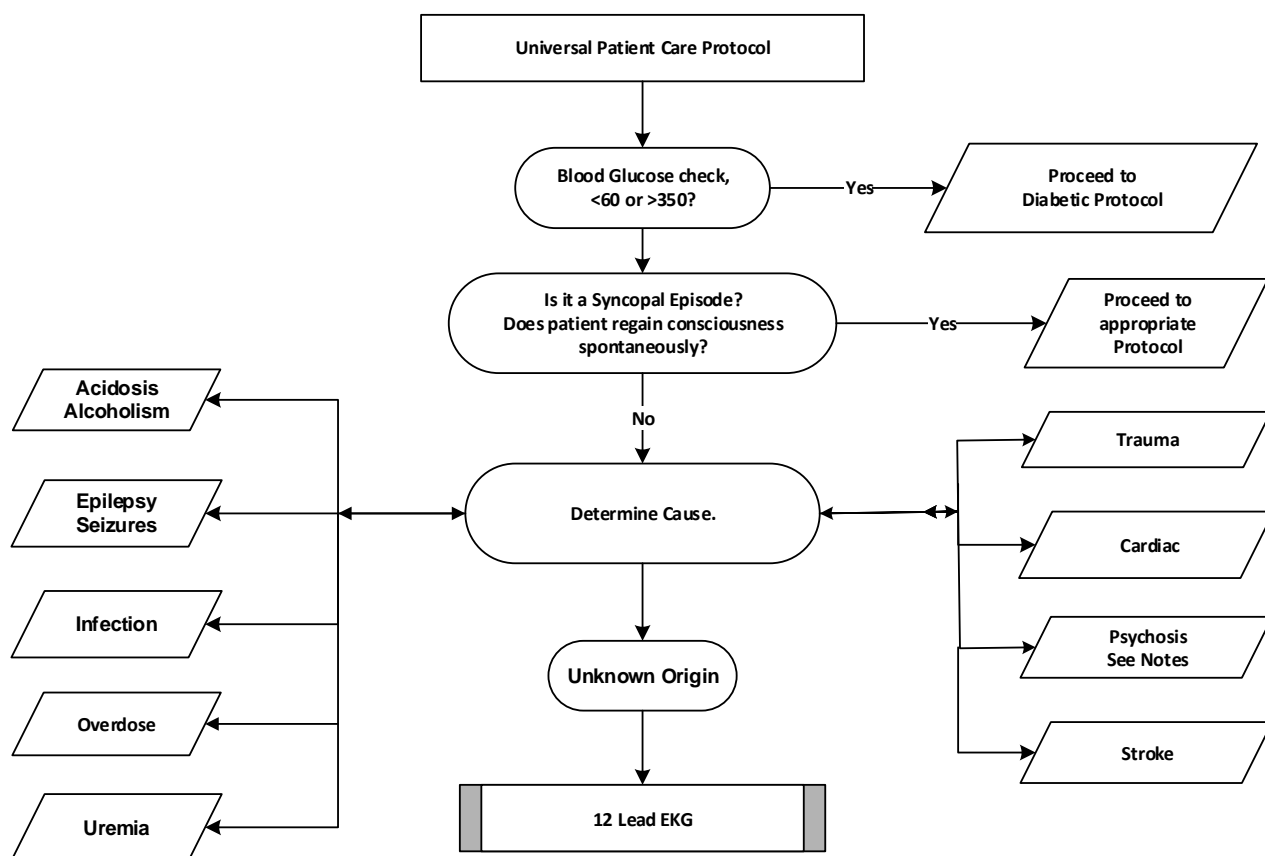 Universal Patient Care Protocol
Blood Glucose check,
<60 or >350?
Yes
Proceed to
Diabetic Protocol
Is it a Syncopal Episode?
Does patient regain consciousness
spontaneously?
Yes
Proceed to
appropriate
Protocol
No
Acidosis
Alcoholism
Epilepsy
Seizures
Infection
Overdose
Uremia
Determine Cause.
Trauma
Cardiac
Psychosis
See Notes
Stroke
Unknown Origin
12 Lead EKG